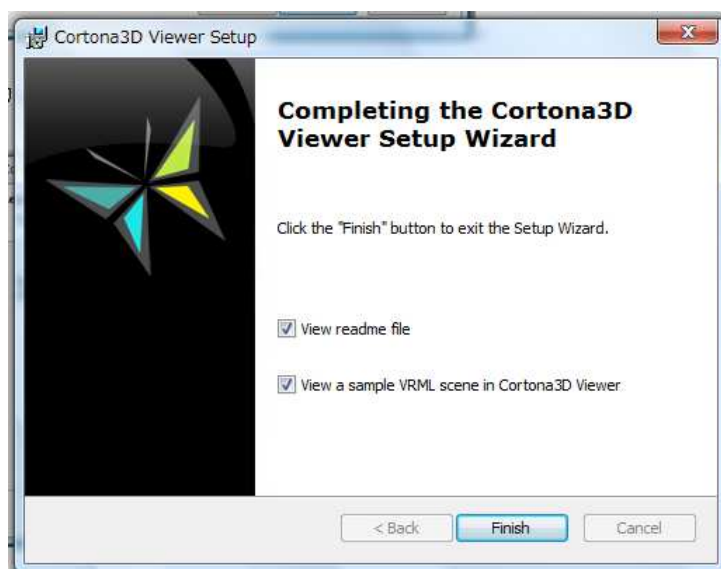 Cortona3D Viewer Setup
Completing the Cortona3D
Viewer Setup Wizard
Click the "Finish" button to exit the Setup Wizard.
View readme file
View a sample VRML scene in Cortona3D Viewer
< Back
Finish
Cancel